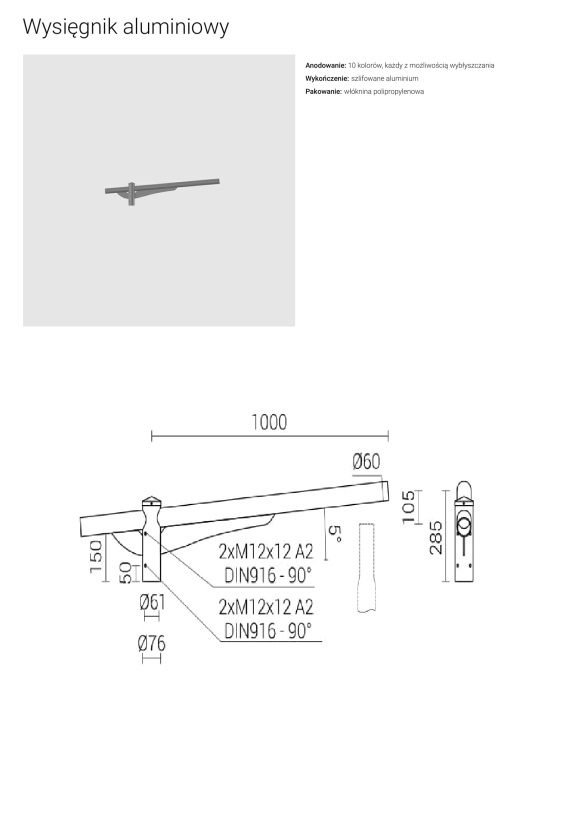 Wysięgnik aluminiowy
Anodowanie: 10 kolorów, każdy z możliwością wybłyszczania
Wykończenie: szlifowane aluminium
Pakowanie: włóknina polipropylenowa
1000
Ø60
105
285
5°
150
50
2xM12x12 A2
DIN916 - 90°
Ø61
2xM12x12 A2
DIN916 - 90°
Ø76